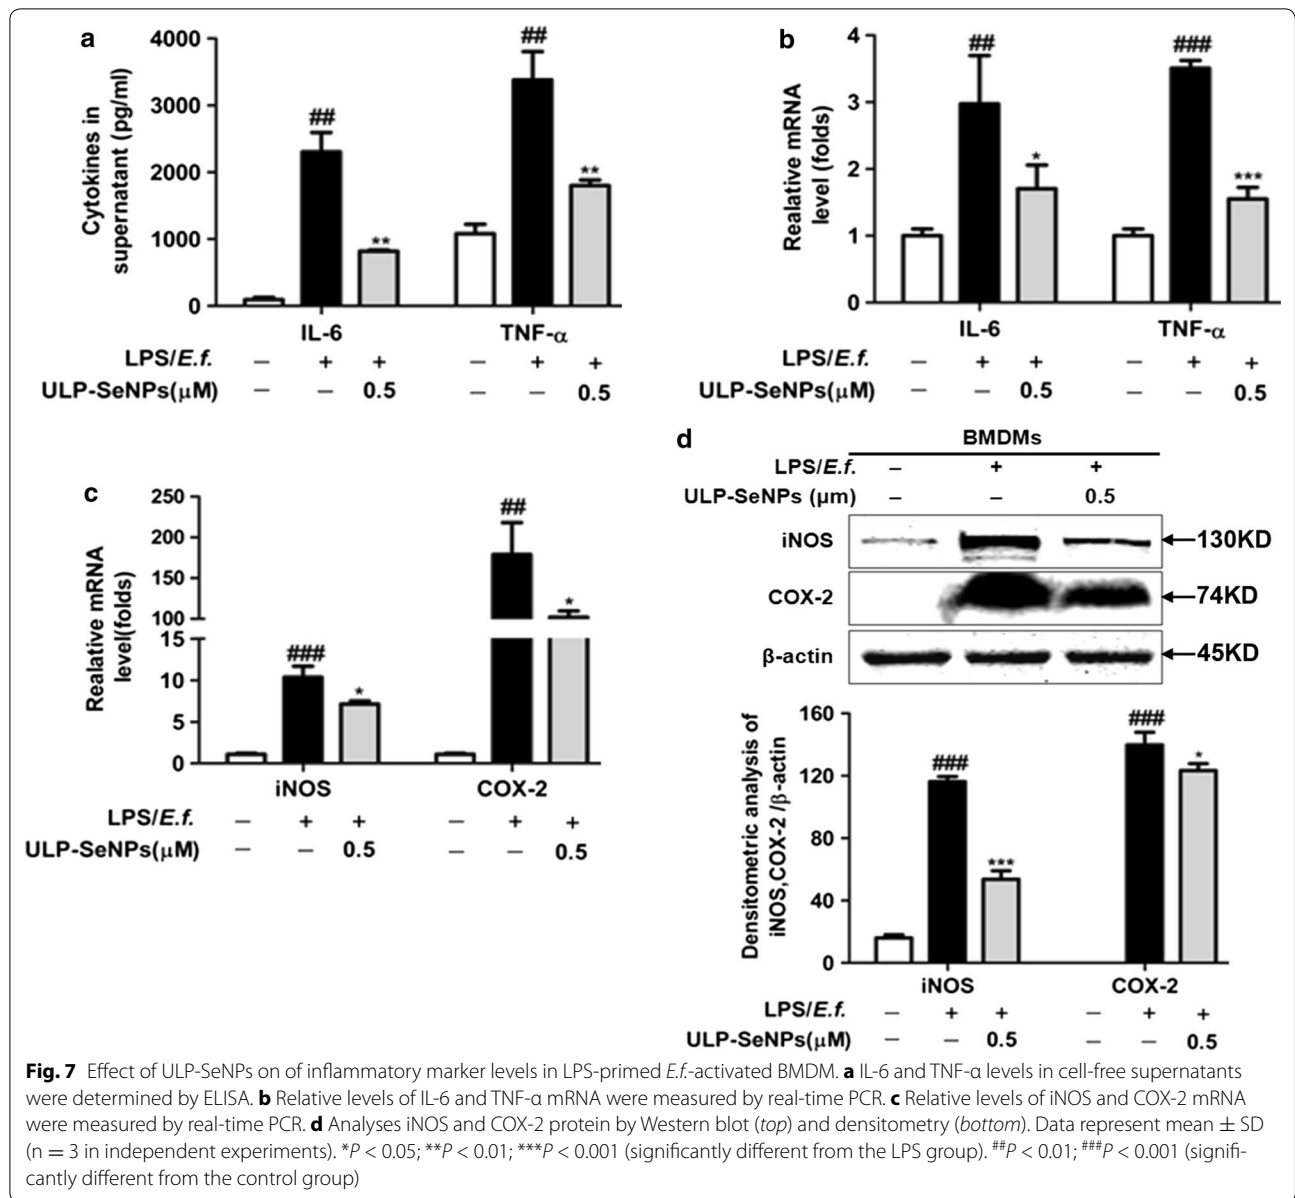 a
4000
3000
2000
1000
0
Cytokines in
supernatant (pg/ml)
##
**
##
**
IL-6 TNF-α
LPS/E.f. – + + – + +
ULP-SeNPs(μM) – – 0.5 – – 0.5
b
4
3
2
1
0
Realative mRNA
level (folds)
##
*
###
***
IL-6 TNF-α
LPS/E.f. – + + – + +
ULP-SeNPs(μM) – – 0.5 – – 0.5
c
250
200
150
100
15
10
5
0
Realative mRNA
level(folds)
###
*
##
*
iNOS COX-2
LPS/E.f. – + + – + +
ULP-SeNPs(μM) – – 0.5 – – 0.5
d
BMDMs
LPS/E.f. – + +
ULP-SeNPs (μm) – – 0.5
iNOS 130KD
COX-2 74KD
β-actin 45KD
160
120
80
40
0
Densitometric analysis of
iNOS,COX-2 /β-actin
###
***
###
*
iNOS COX-2
LPS/E.f. – + + – + +
ULP-SeNPs(μM) – – 0.5 – – 0.5
Fig. 7 Effect of ULP-SeNPs on of inflammatory marker levels in LPS-primed E.f.-activated BMDM. a IL-6 and TNF-α levels in cell-free supernatants
were determined by ELISA. b Relative levels of IL-6 and TNF-α mRNA were measured by real-time PCR. c Relative levels of iNOS and COX-2 mRNA
were measured by real-time PCR. d Analyses iNOS and COX-2 protein by Western blot (top) and densitometry (bottom). Data represent mean ± SD
(n = 3 in independent experiments). *P < 0.05; **P < 0.01; ***P < 0.001 (significantly different from the LPS group). ##P < 0.01; ###P < 0.001 (signifi-
cantly different from the control group)